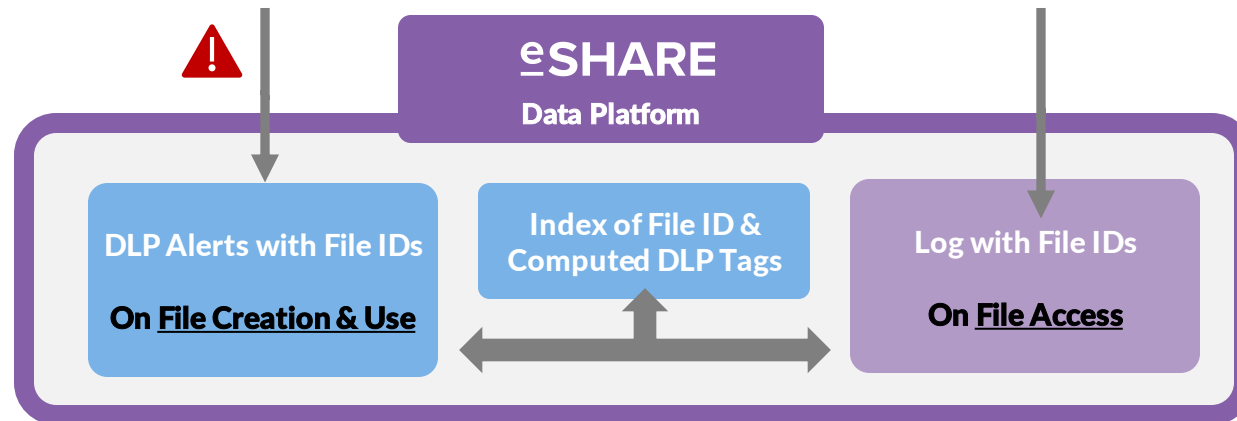 eSHARE
Data Platform
DLP Alerts with File IDs
On File Creation & Use
Index of File ID &
Computed DLP Tags
Log with File IDs
On File Access